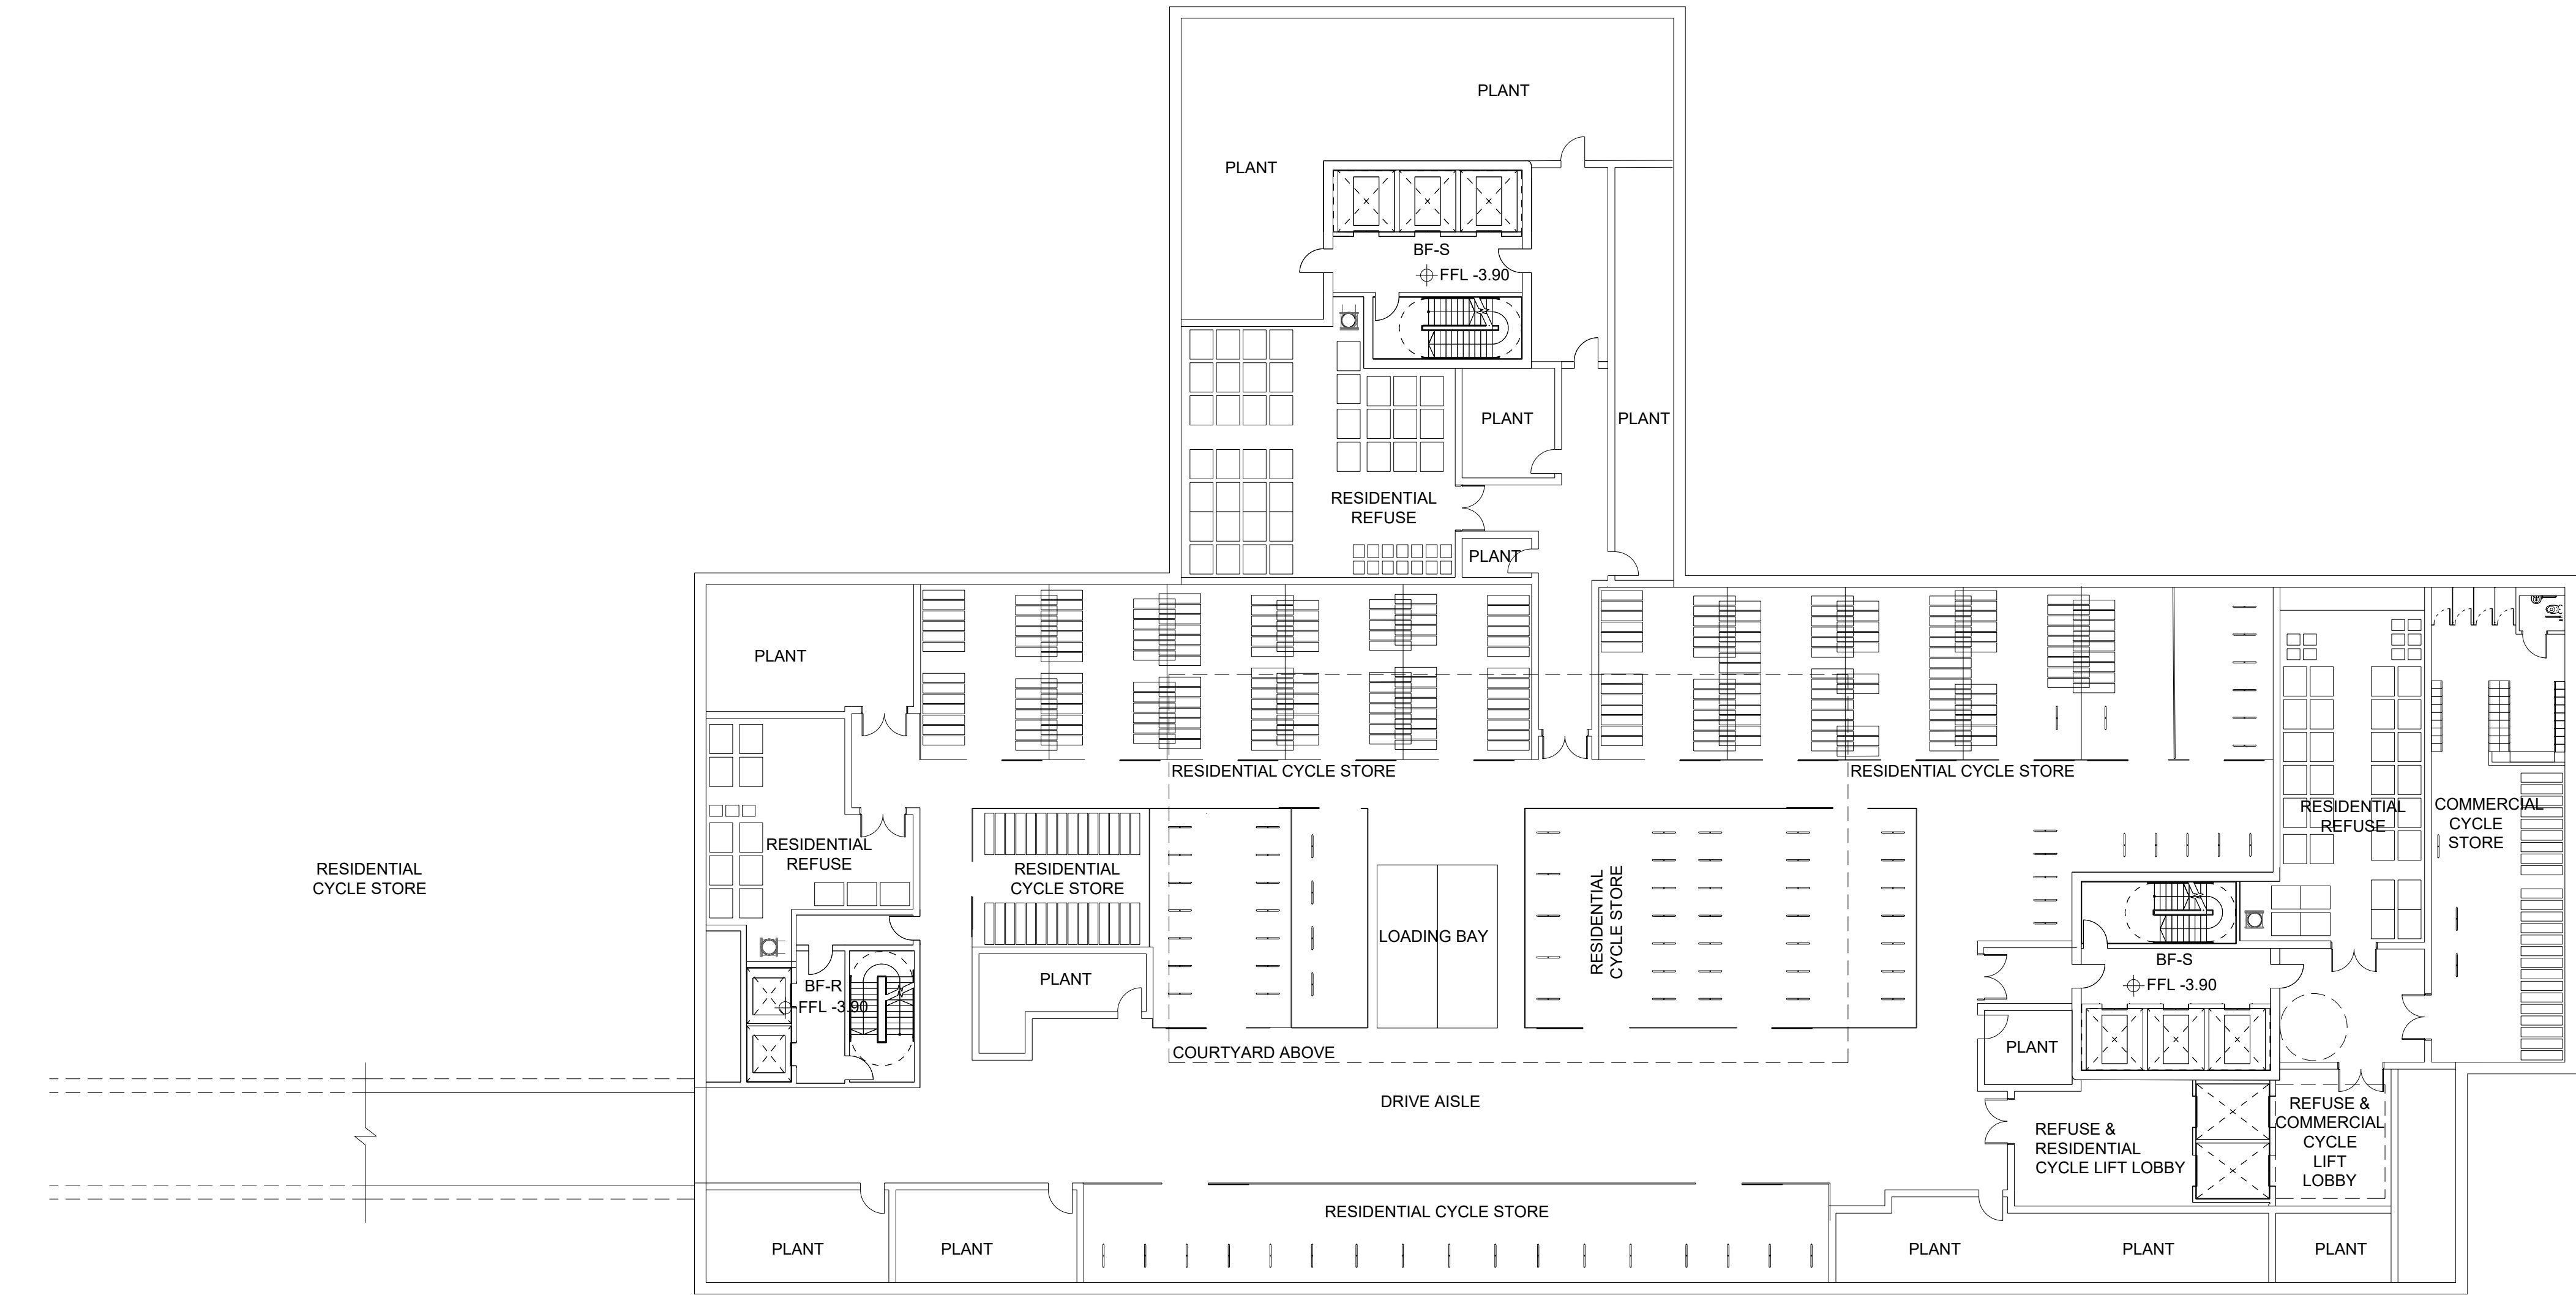 PLANT
PLANT
BF-S
FFL -3.90
PLANT
PLANT
RESIDENTIAL
REFUSE
PLANT
PLANT
RESIDENTIAL CYCLE STORE
RESIDENTIAL CYCLE STORE
RESIDENTIAL
REFUSE
COMMERCIAL
CYCLE
STORE
RESIDENTIAL
REFUSE
RESIDENTIAL
CYCLE STORE
RESIDENTIAL
CYCLE STORE
RESIDENTIAL
CYCLE STORE
LOADING BAY
PLANT
BF-R
FFL -3.90
BF-S
FFL -3.90
PLANT
COURTYARD ABOVE
DRIVE AISLE
REFUSE &
RESIDENTIAL
CYCLE LIFT LOBBY
REFUSE &
COMMERCIAL
CYCLE
LIFT
LOBBY
RESIDENTIAL CYCLE STORE
PLANT
PLANT
PLANT
PLANT
PLANT